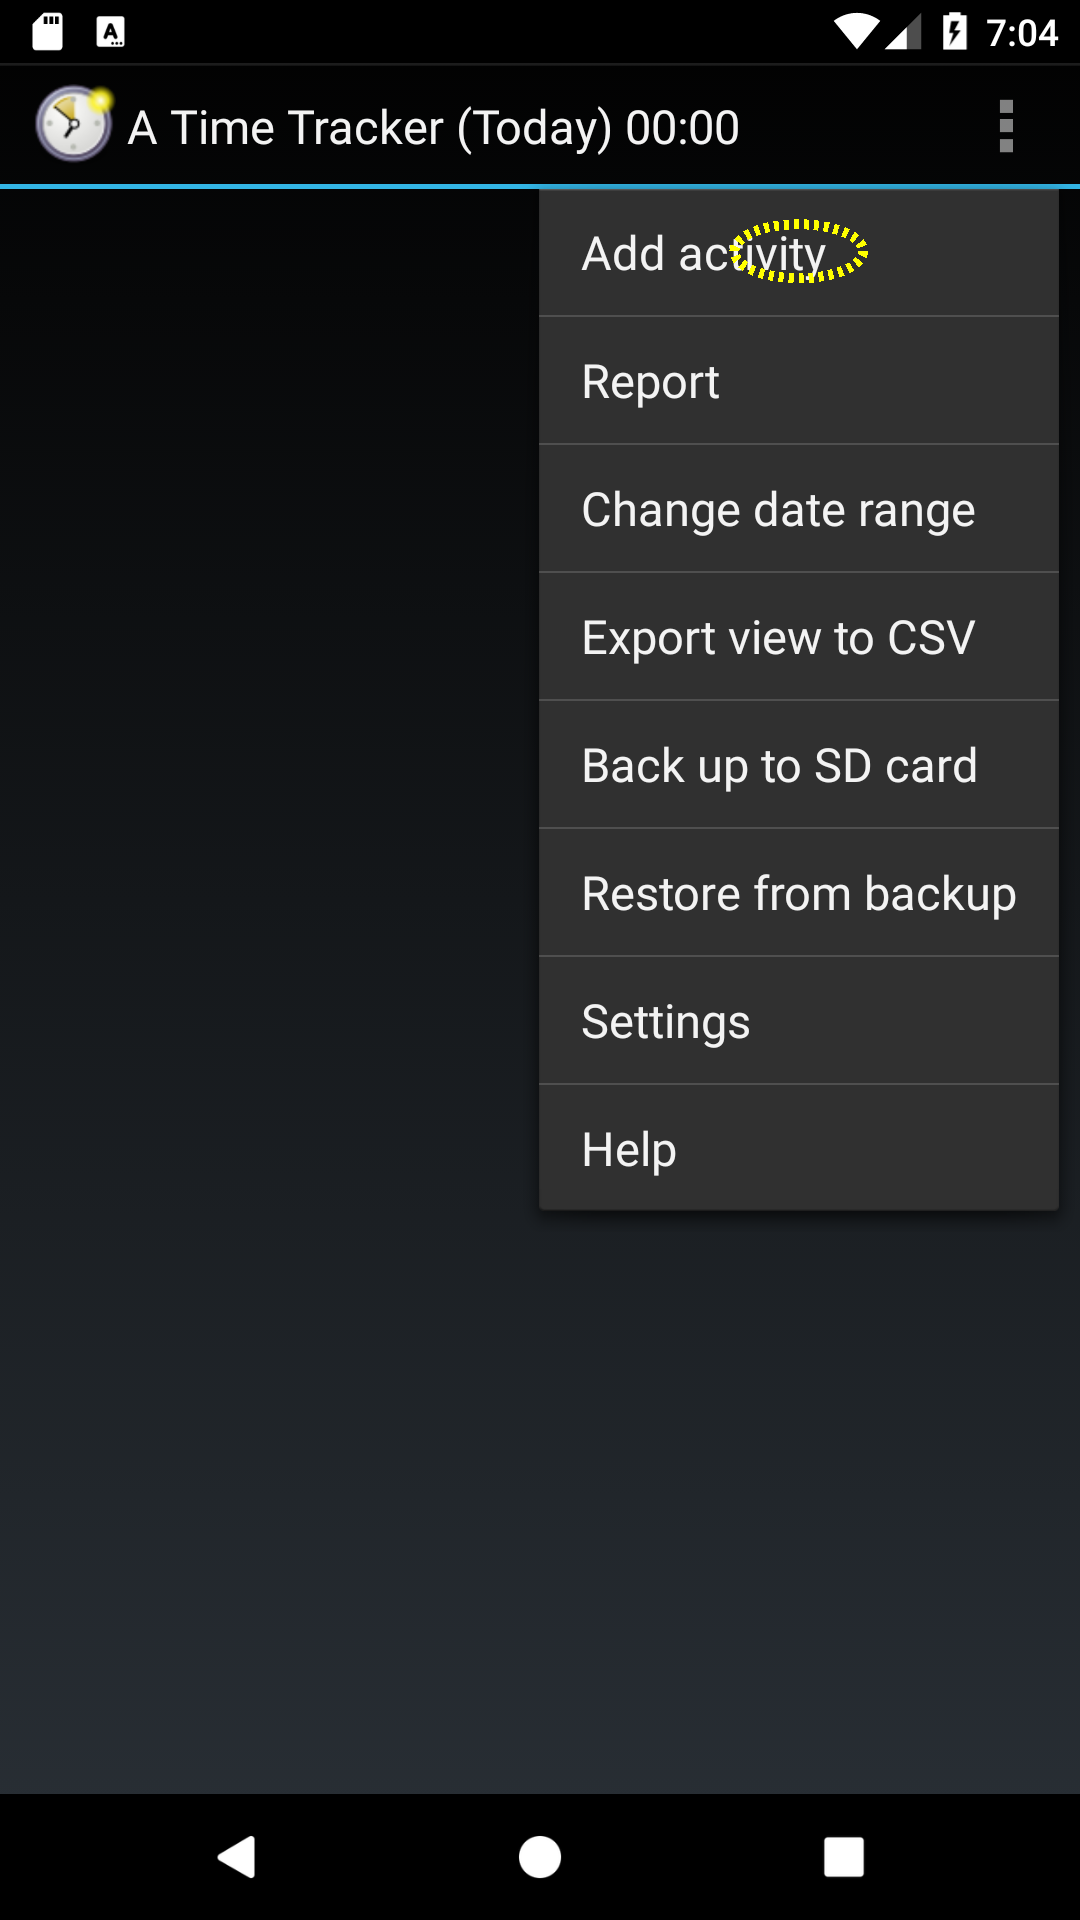 7:04
A Time Tracker (Today) 00:00
Add activity
Report
Change date range
Export view to CSV
Back up to SD card
Restore from backup
Settings
Help